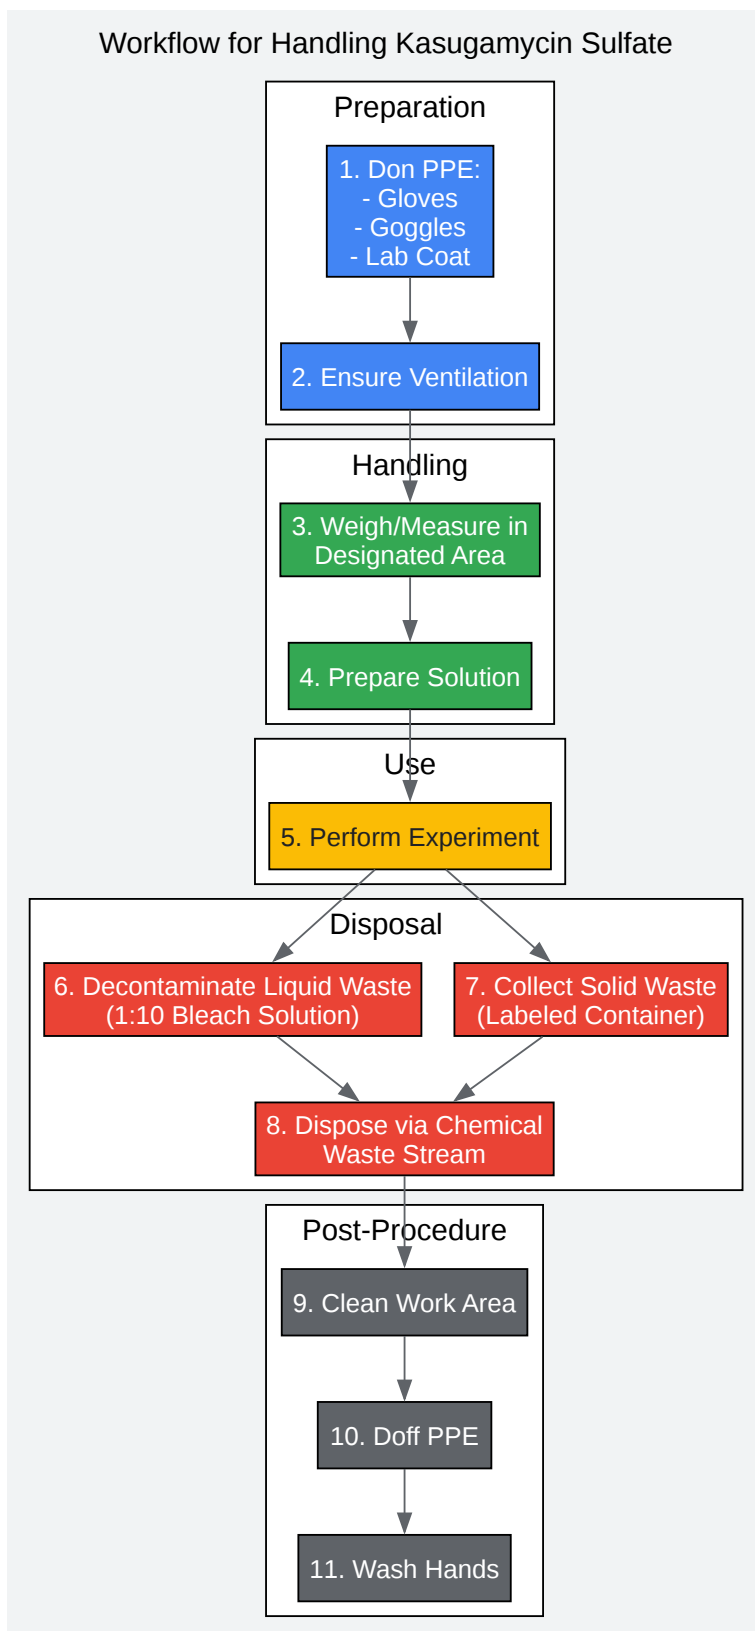 Workflow for Handling Kasugamycin Sulfate
Preparation
1. Don PPE:
- Gloves
- Goggles
- Lab Coat
2. Ensure Ventilation
Handling
3. Weigh/Measure in
Designated Area
4. Prepare Solution
Use
5. Perform Experiment
Disposal
6. Decontaminate Liquid Waste
(1:10 Bleach Solution)
7. Collect Solid Waste
(Labeled Container)
8. Dispose via Chemical
Waste Stream
Post-Procedure
9. Clean Work Area
10. Doff PPE
11. Wash Hands